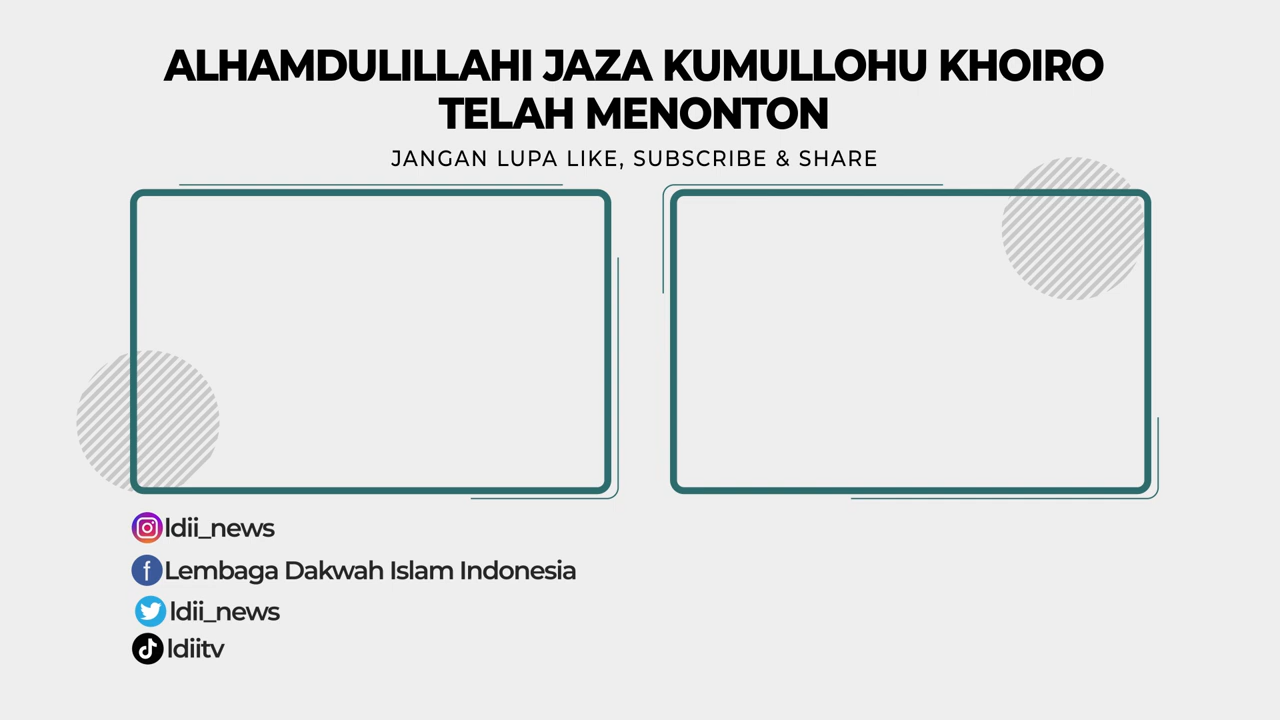 ALHAMDULILLAHI JAZA KUMULLOHU KHOIRO
TELAH MENONTON
JANGAN LUPA LIKE, SUBSCRIBE & SHARE
ldii_news
Lembaga Dakwah Islam Indonesia
ldii_news
ldiitv